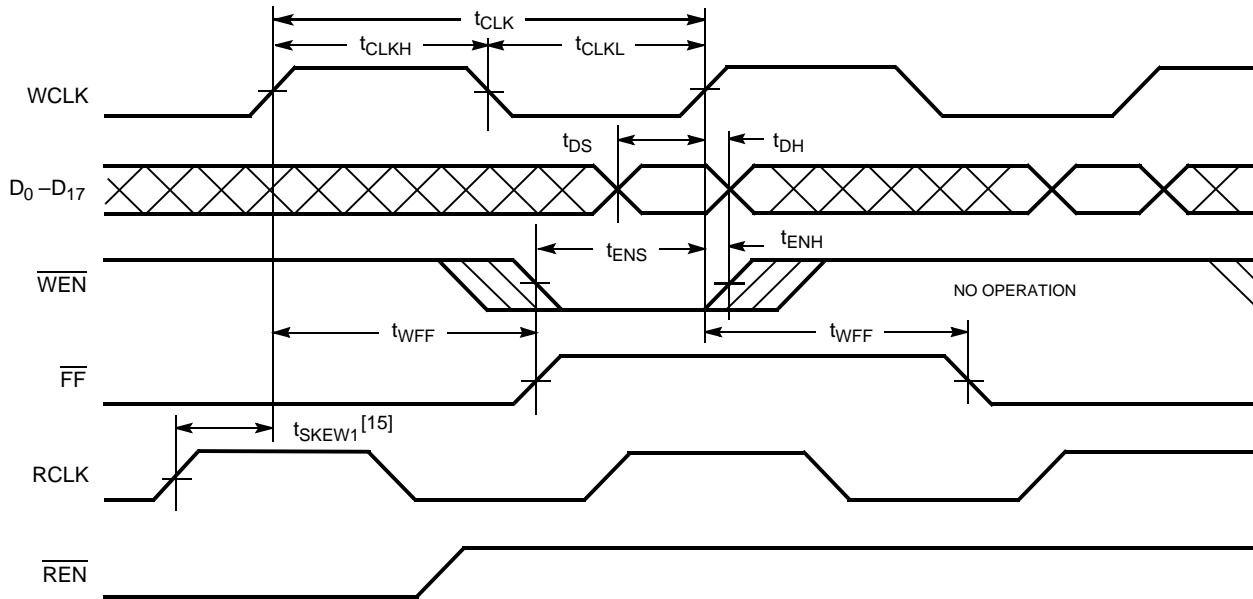 tCLK
tCLKH
tCLKL
WCLK
tDS
tDH
D0 –D17
tENS
tENH
WEN
NO OPERATION
tWFF
tWFF
FF
tSKEW1[15]
RCLK
REN